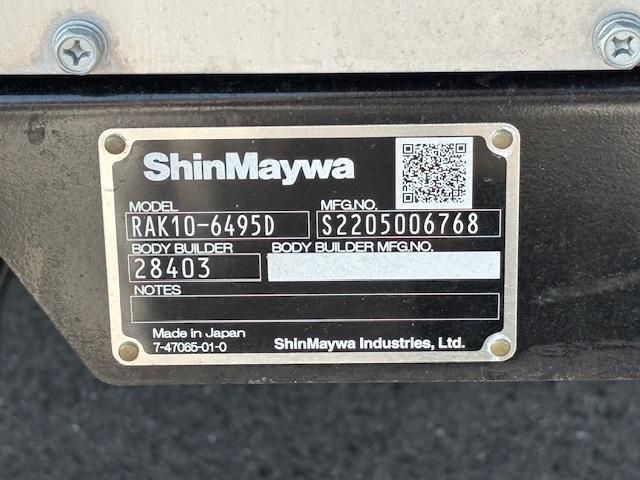 ShinMaywa
MODEL MFG.NO.
RAK10-6495D S2205006768
BODY BUILDER BODY BUILDER MFG.NO.
28403
NOTES
Made in Japan
7-47065-01-0 ShinMaywa Industries, Ltd.